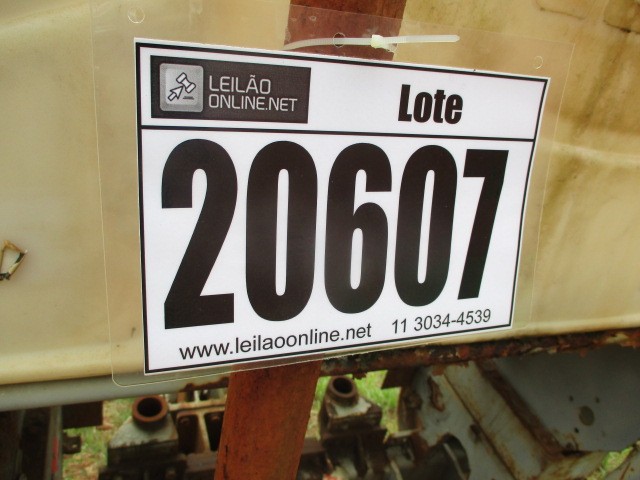 LEILÃO
ONLINE.NET
Lote
20607
www.leilaoonline.net 11 3034-4539